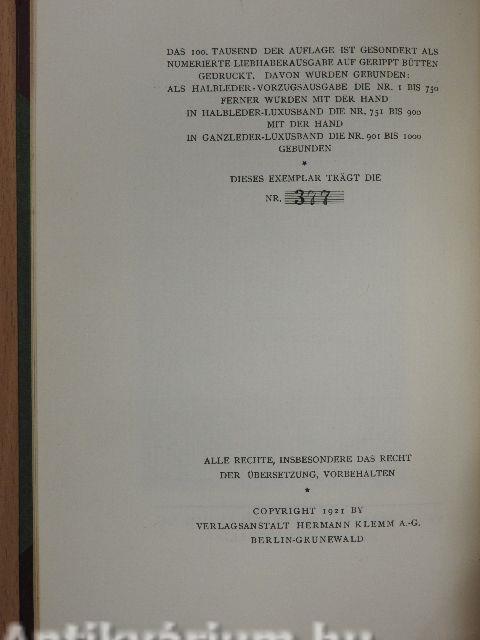 DAS 100. TAUSEND DER AUFLAGE IST GESONDERT ALS
NUMERIERTE LIEBHABERAUSGABE AUF GERIPPT BÜTTEN
GEDRUCKT. DAVON WURDEN GEBUNDEN:
ALS HALBLEDER-VORZUGSAUSGABE DIE NR. 1 BIS 750
FERNER WURDEN MIT DER HAND
IN HALBLEDER-LUXUSBAND DIE NR. 751 BIS 900
MIT DER HAND
IN GANZLEDER-LUXUSBAND DIE NR. 901 BIS 1000
GEBUNDEN
*
DIESES EXEMPLAR TRÄGT DIE
NR. 377
ALLE RECHTE, INSBESONDERE DAS RECHT
DER ÜBERSETZUNG, VORBEHALTEN
*
COPYRIGHT 1921 BY
VERLAGSANSTALT HERMANN KLEMM A.-G.
BERLIN-GRUNEWALD
Antikvárium.hu